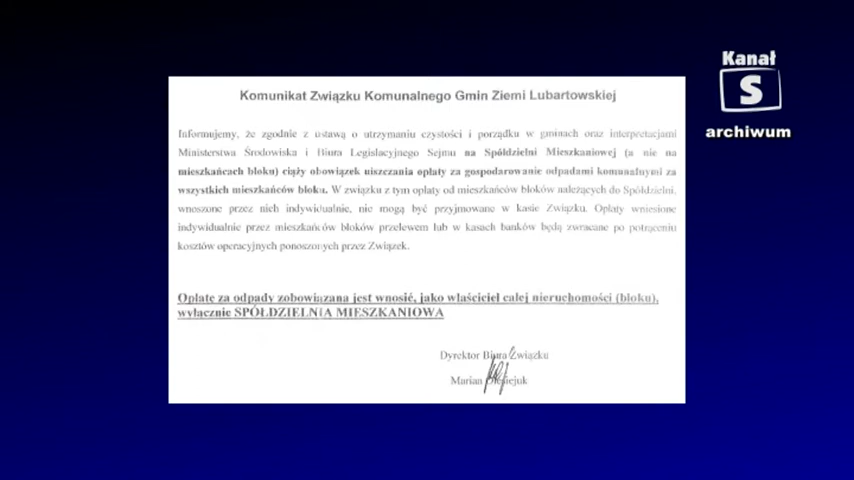 Kanał
S
archiwum
Komunikat Związku Komunalnego Gmin Ziemi Lubartowskiej
Informujemy, że zgodnie z ustawą o utrzymaniu czystości i porządku w gminach oraz interpretacjami
Ministerstwa Środowiska i Biura Legislacyjnego Sejmu na Spółdzielni Mieszkaniowej (a nie na
mieszkańcach bloku) ciąży obowiązek uiszczania opłaty za gospodarowanie odpadami komunalnymi za
wszystkich mieszkańców bloku. W związku z tym opłaty od mieszkańców bloków należących do Spółdzielni,
wnoszone przez nich indywidualnie, nie mogą być przyjmowane w kasie Związku. Opłaty wniesione
indywidualnie przez mieszkańców bloków przelewem lub w kasach banków będą zwracane po potrąceniu
kosztów operacyjnych ponoszonych przez Związek.
Opłatę za odpady zobowiązana jest wnosić, jako właściciel całej nieruchomości (bloku),
wyłącznie SPÓŁDZIELNIA MIESZKANIOWA
Dyrektor Biura Związku
Marian